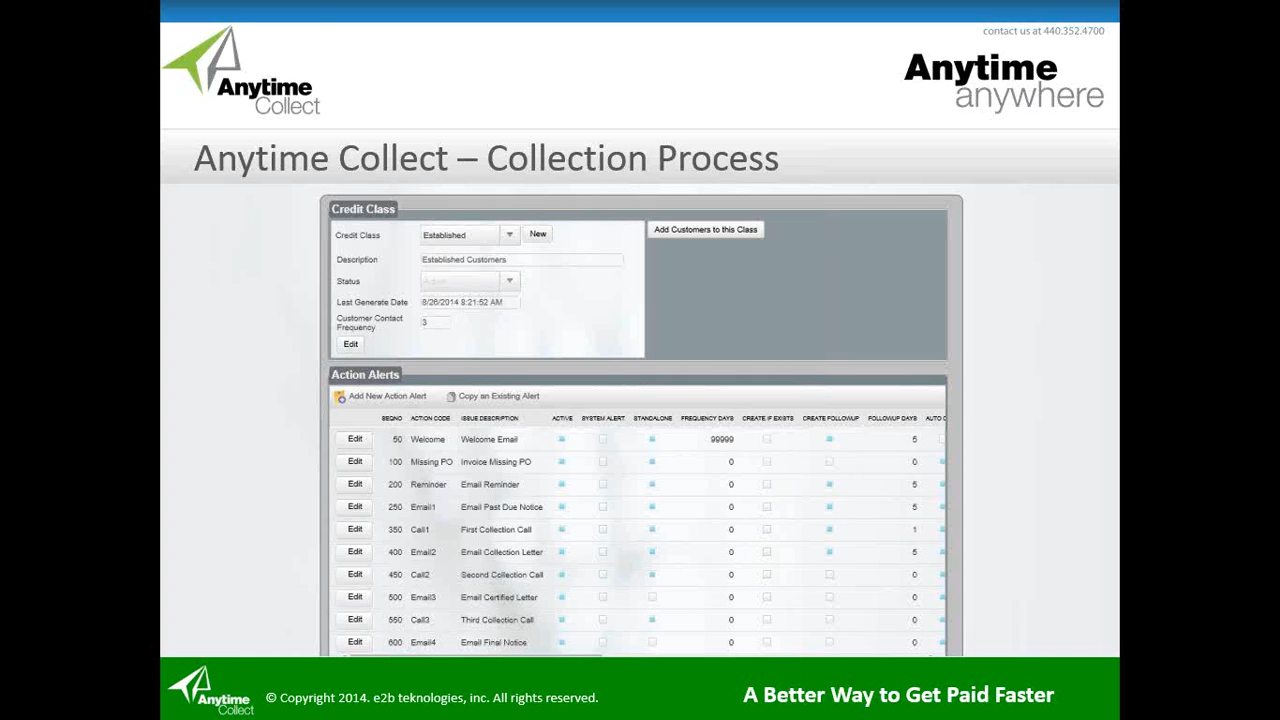 contact us at 440.352.4700
Anytime
Collect
Anytime
anywhere
Anytime Collect – Collection Process
Credit Class
Credit Class Established New Add Customers to this Class
Description Established Customers
Status
Last Generate Date 8/26/2014 8:21:52 AM
Customer Contact
Frequency 3
Edit
Action Alerts
Add New Action Alert Copy an Existing Alert
SEQNO ACTION CODE ISSUE DESCRIPTION ACTIVE SYSTEM ALERT STANDALONE FREQUENCY DAYS CREATE IF EXISTS CREATE FOLLOWUP FOLLOWUP DAYS AUTO
Edit 50 Welcome Welcome Email 99999 5
Edit 100 Missing PO Invoice Missing PO 0 0
Edit 200 Reminder Email Reminder 0 5
Edit 250 Email1 Email Past Due Notice 0 5
Edit 350 Call1 First Collection Call 0 1
Edit 400 Email2 Email Collection Letter 0 5
Edit 450 Call2 Second Collection Call 0 0
Edit 500 Email3 Email Certified Letter 0 0
Edit 550 Call3 Third Collection Call 0 0
Edit 600 Email4 Email Final Notice 0 0
Anytime
Collect
© Copyright 2014. e2b teknologies, inc. All rights reserved.
A Better Way to Get Paid Faster